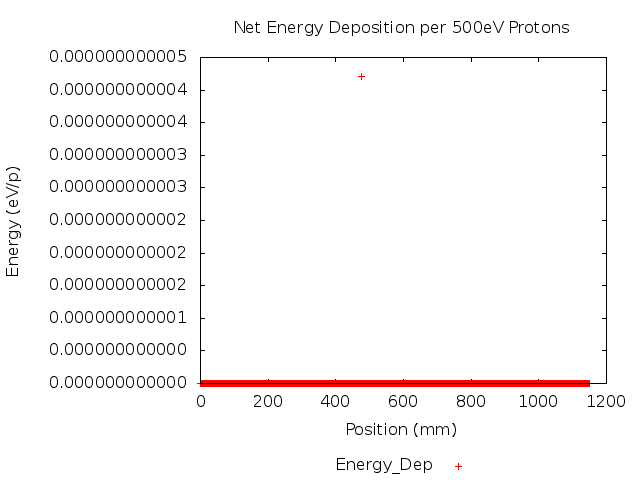 Net Energy Deposition per 500eV Protons
0.000000000005
0.000000000004
0.000000000004
0.000000000003
0.000000000003
0.000000000002
0.000000000002
0.000000000002
0.000000000001
0.000000000000
0.000000000000
Energy (eV/p)
0 200 400 600 800 1000 1200
Position (mm)
Energy_Dep